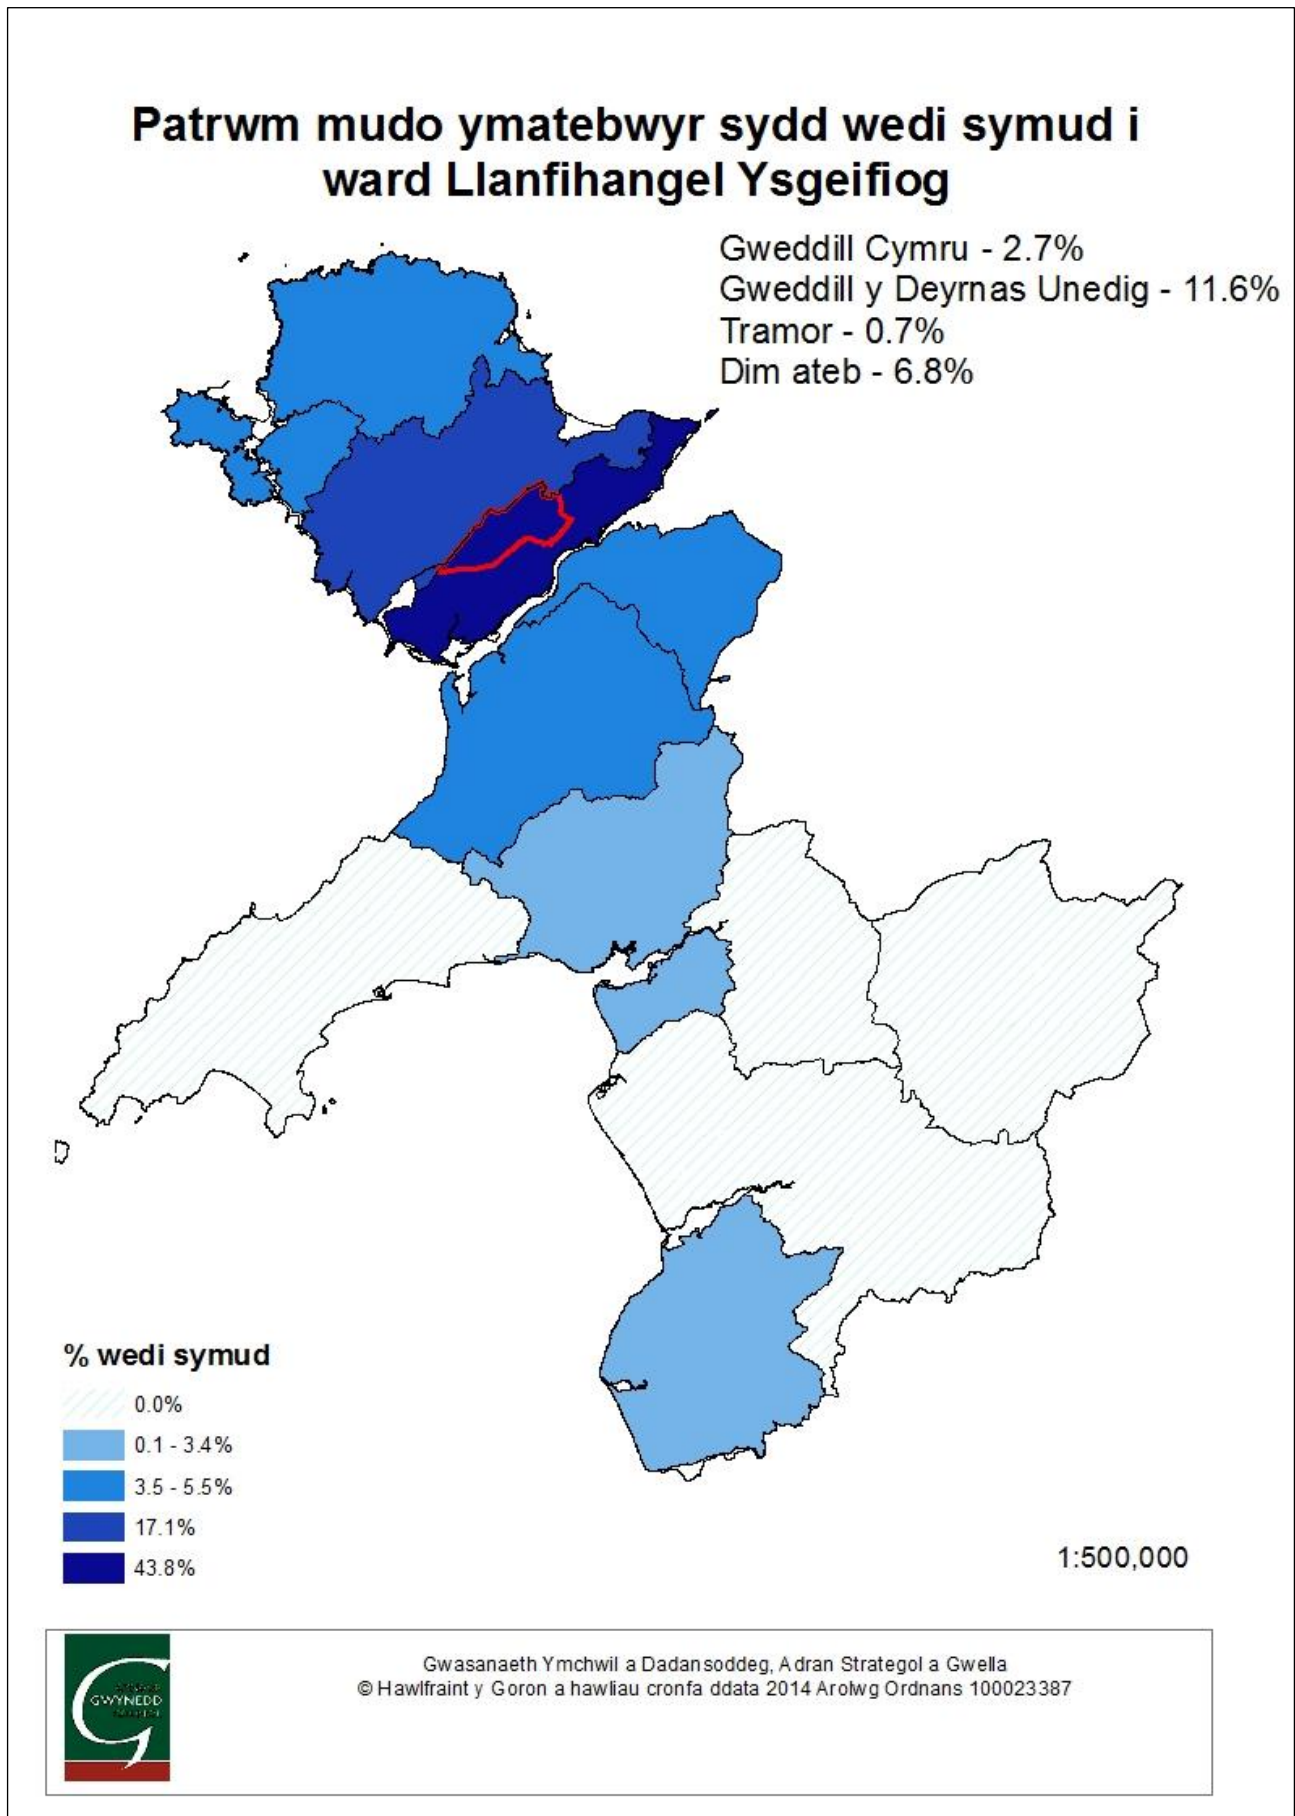 Patrwm mudo ymatebwyr sydd wedi symud i
ward Llanfihangel Ysgeifiog
Gweddill Cymru - 2.7%
Gweddill y Deyrnas Unedig - 11.6%
Tramor - 0.7%
Dim ateb - 6.8%
% wedi symud
0.0%
0.1 - 3.4%
3.5 - 5.5%
17.1%
43.8%
1:500,000
Gwasanaeth Ymchwil a Dadansoddeg, Adran Strategol a Gwella
© Hawlfraint y Goron a hawliau cronfa ddata 2014 Arolwg Ordnans 100023387
GWYNEDD